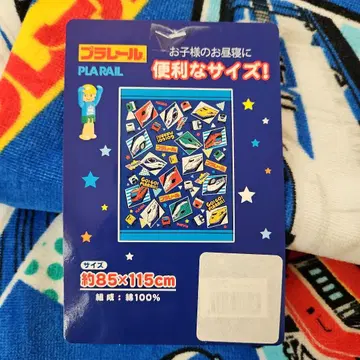 プラレール
PLARAIL
お子様のお昼寝に
便利なサイズ!
サイズ
約85×115cm
組成:綿100%